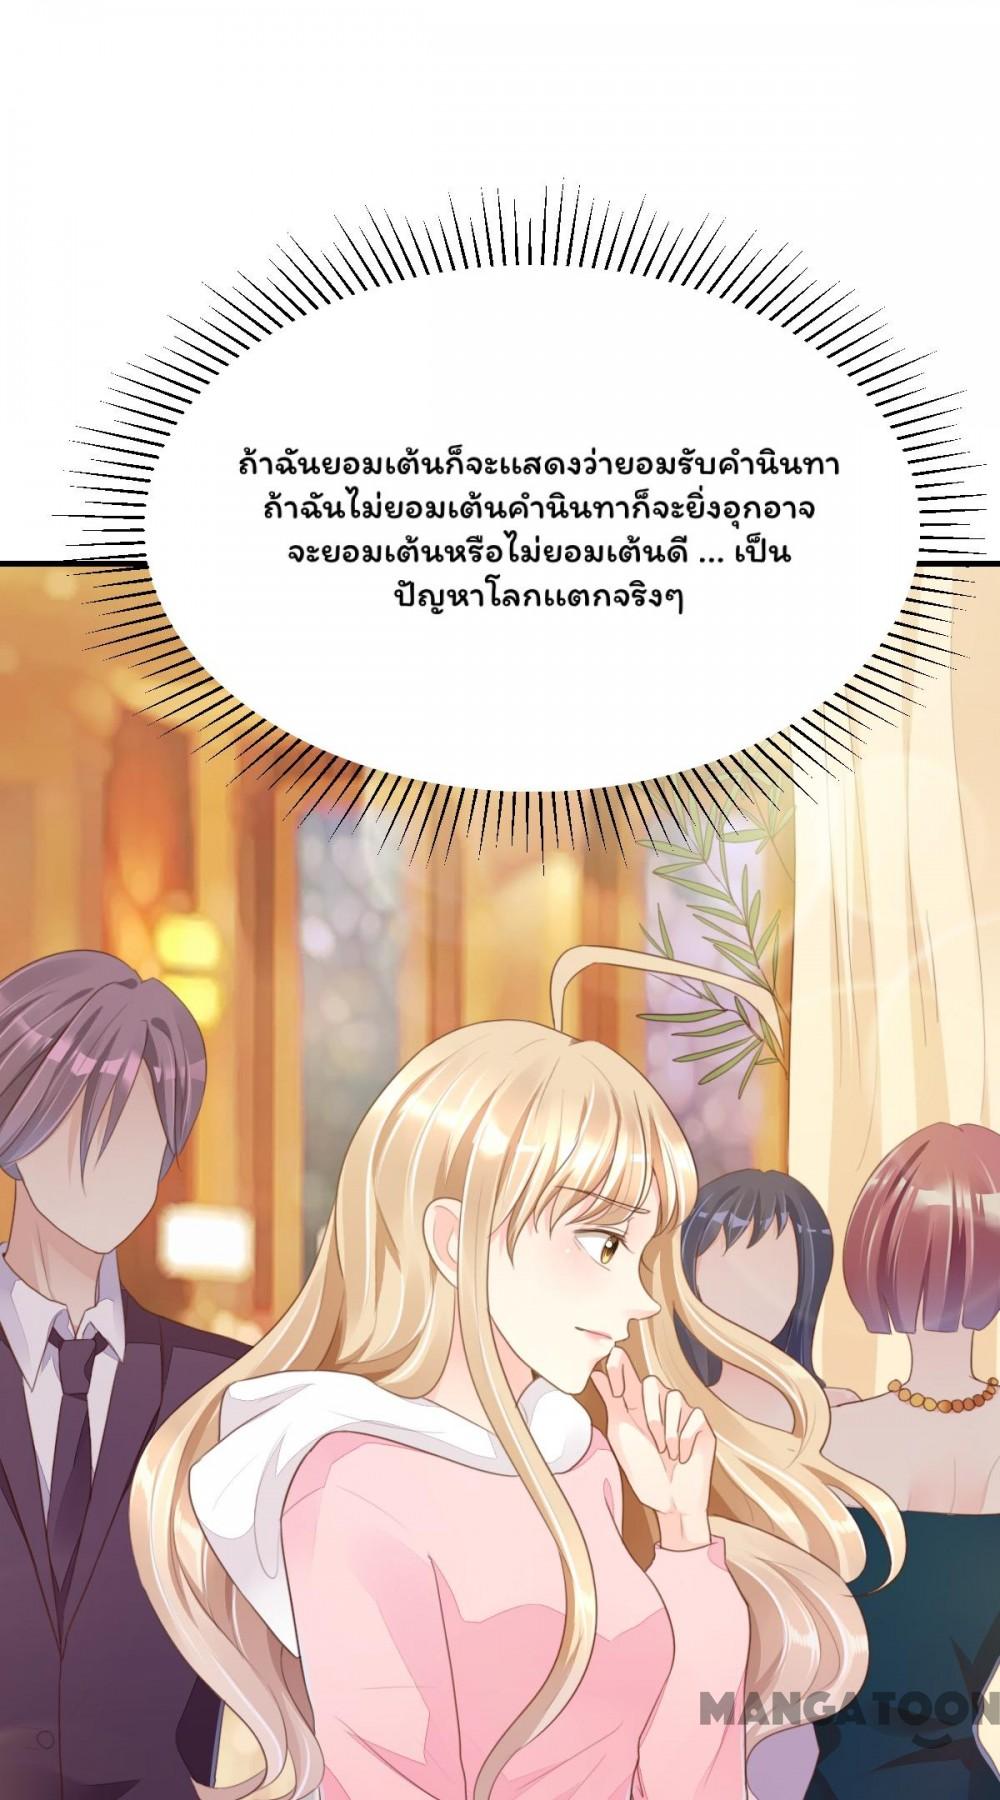 ถ้าฉันยอมเต้นก็จะแสดงว่ายอมรับคำนินทา
ถ้าฉันไม่ยอมเต้นคำนินทาก็จะยิ่งอุกอาจ
จะยอมเต้นหรือไม่ยอมเต้นดี ... เป็น
ปัญหาโลกแตกจริงๆ
MANGATOON